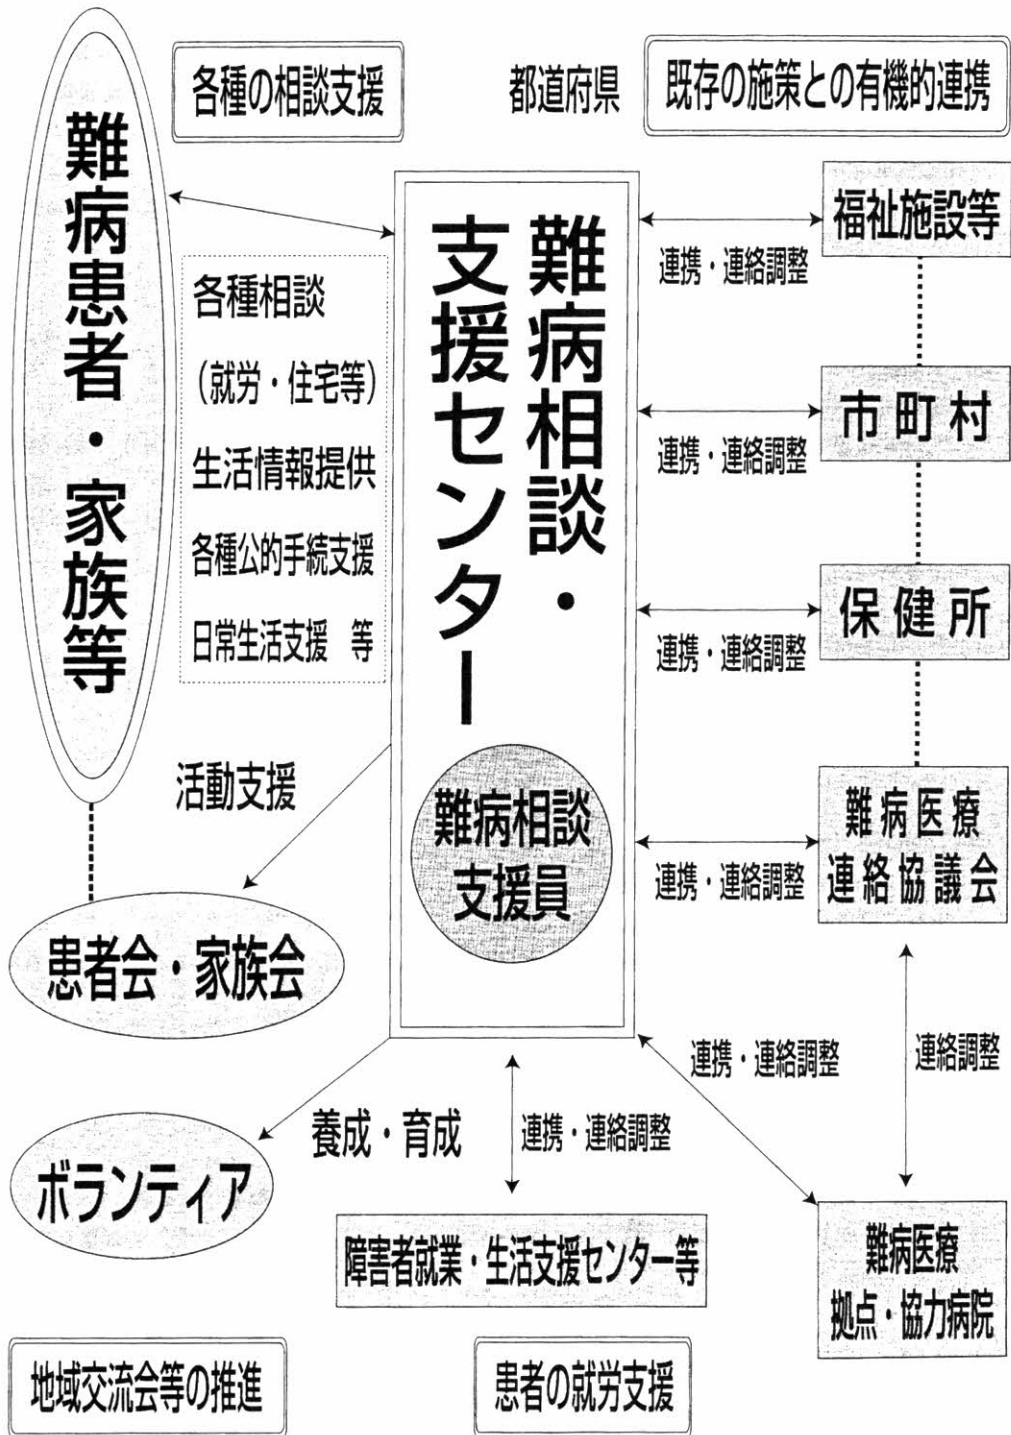 各種の相談支援
都道府県
既存の施策との有機的連携
難病患者・家族等
各種相談
(就労・住宅等)
生活情報提供
各種公的手続支援
日常生活支援　等
難病相談・
支援センター
難病相談
支援員
連携・連絡調整
福祉施設等
連携・連絡調整
市町村
連携・連絡調整
保健所
連携・連絡調整
難病医療
連絡協議会
活動支援
患者会・家族会
養成・育成
ボランティア
連携・連絡調整
障害者就業・生活支援センター等
連携・連絡調整
連絡調整
難病医療
拠点・協力病院
地域交流会等の推進
患者の就労支援